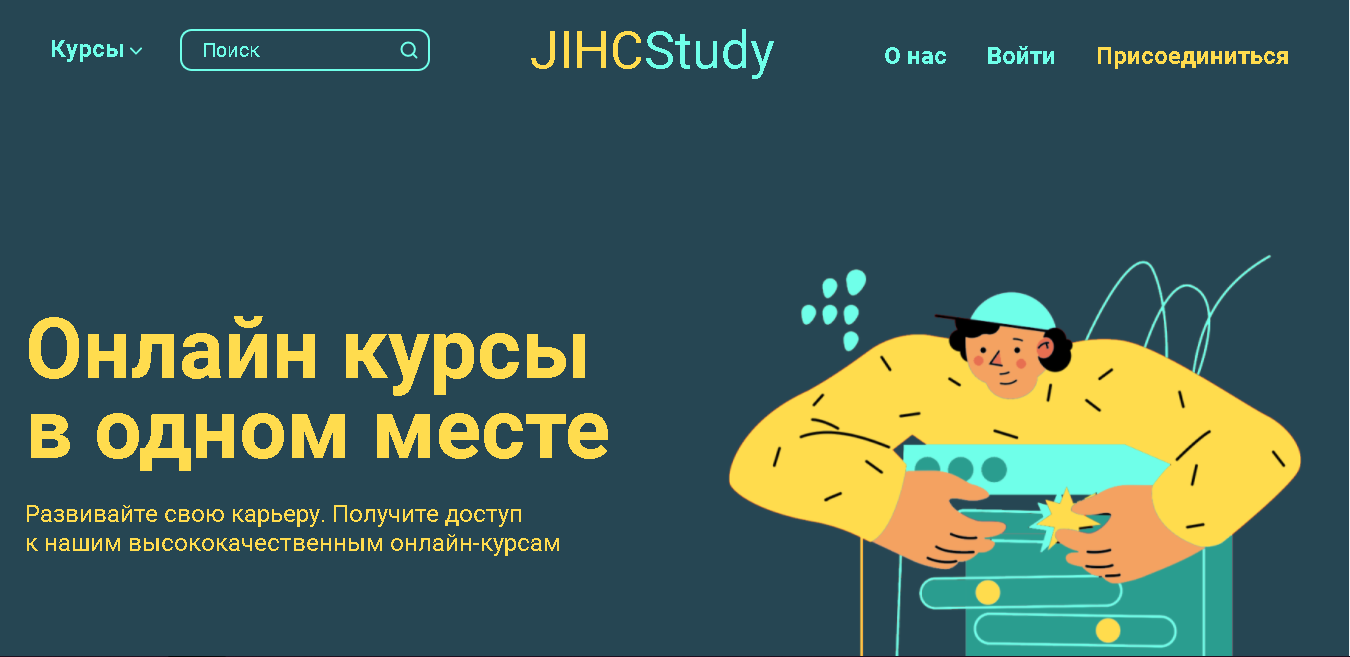 Курсы
Поиск
JIHCStudy
О нас
Войти
Присоединиться
Онлайн курсы
в одном месте
Развивайте свою карьеру. Получите доступ
к нашим высококачественным онлайн-курсам